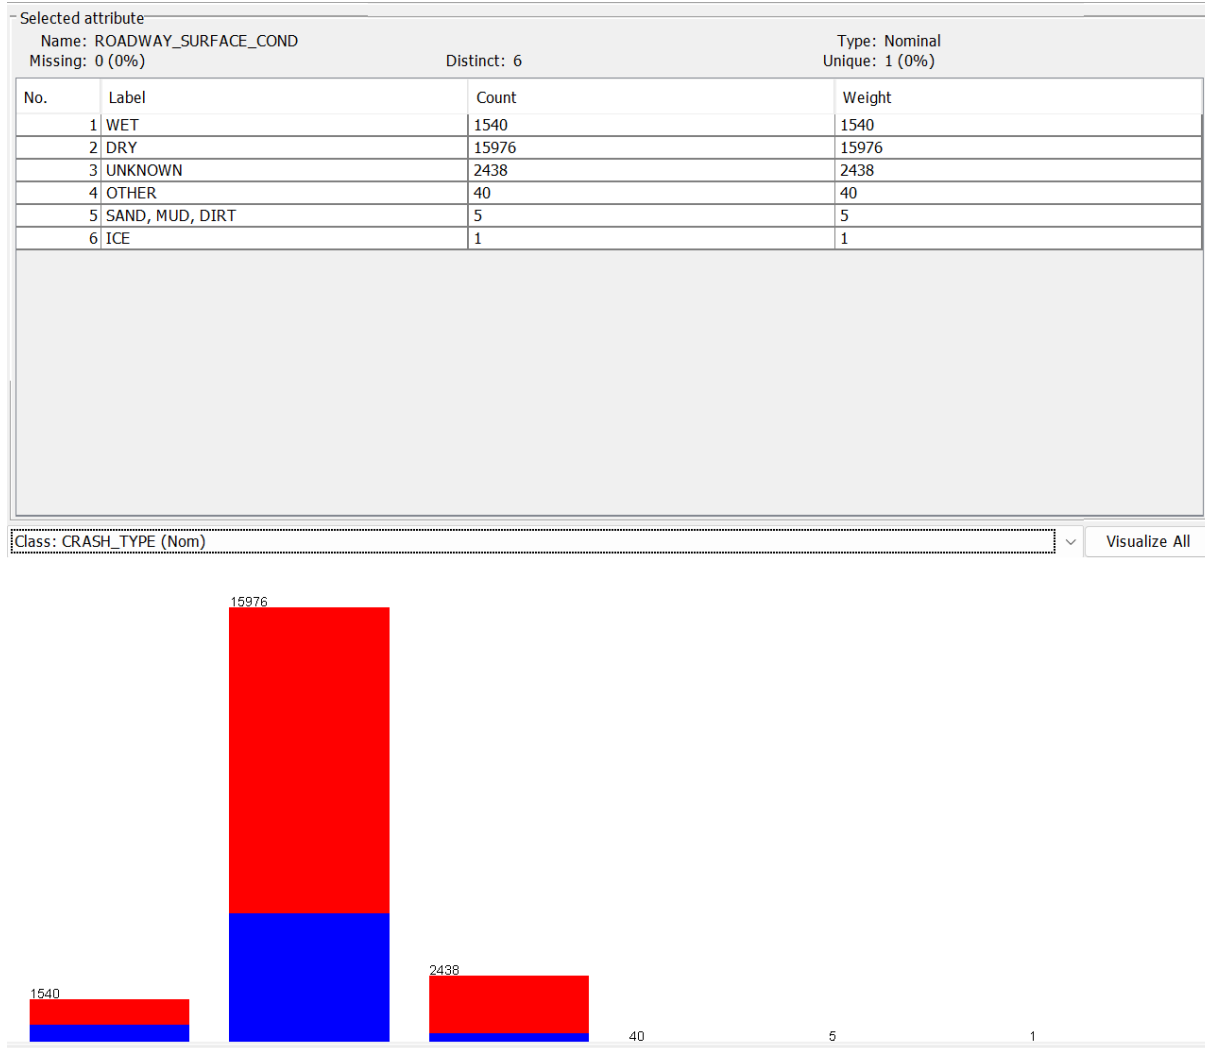 Selected attribute
Name: ROADWAY_SURFACE_COND Type: Nominal
Missing: 0 (0%) Distinct: 6 Unique: 1 (0%)
No. Label Count Weight
1 WET 1540 1540
2 DRY 15976 15976
3 UNKNOWN 2438 2438
4 OTHER 40 40
5 SAND, MUD, DIRT 5 5
6 ICE 1 1
Class: CRASH_TYPE (Nom) Visualize All
15976
2438
1540
40 5 1